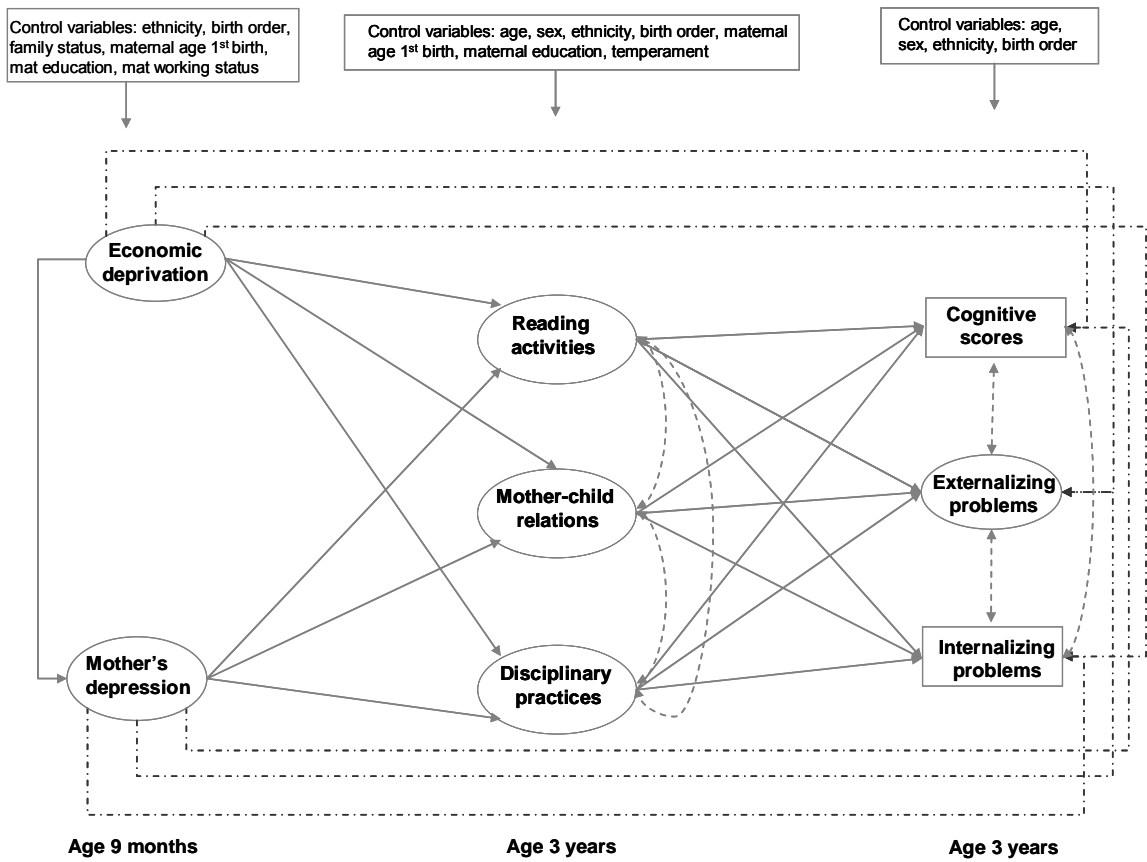 Control variables: ethnicity, birth order,
family status, maternal age 1st birth,
mat education, mat working status
Control variables: age, sex, ethnicity, birth order, maternal
age 1st birth, maternal education, temperament
Control variables: age,
sex, ethnicity, birth order
Economic
deprivation
Reading
activities
Cognitive
scores
Mother-child
relations
Externalizing
problems
Mother's
depression
Disciplinary
practices
Internalizing
problems
Age 9 months
Age 3 years
Age 3 years